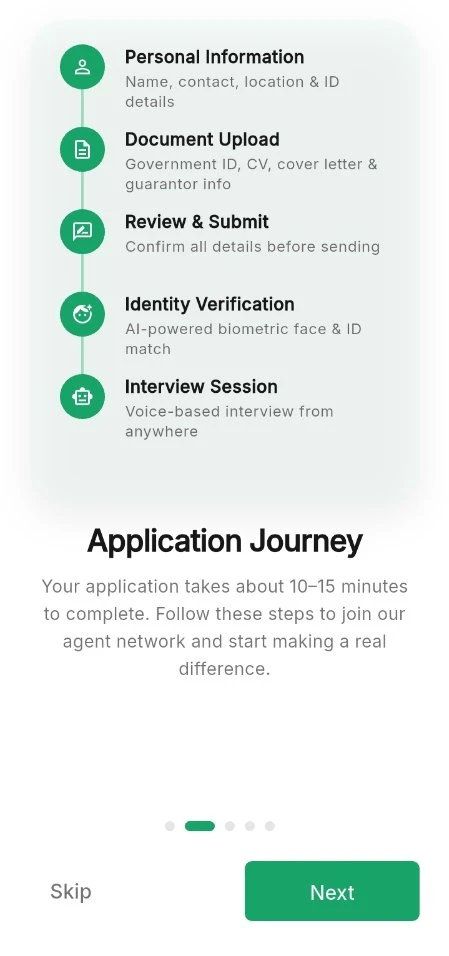 Personal Information
Name, contact, location & ID
details
Document Upload
Government ID, CV, cover letter &
guarantor info
Review & Submit
Confirm all details before sending
Identity Verification
AI-powered biometric face & ID
match
Interview Session
Voice-based interview from
anywhere
Application Journey
Your application takes about 10–15 minutes
to complete. Follow these steps to join our
agent network and start making a real
difference.
Skip
Next